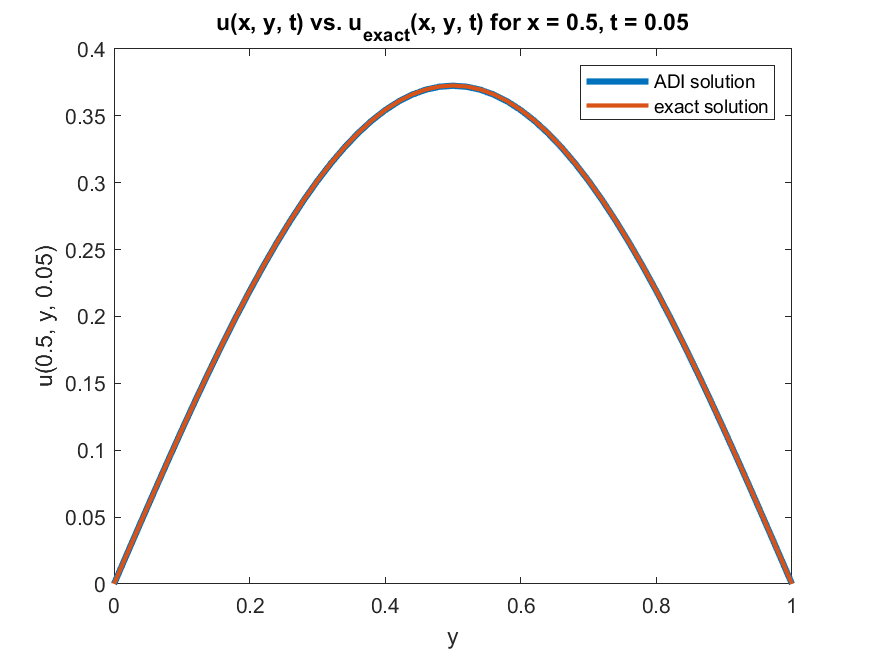 u(x, y, t) vs. u_exact(x, y, t) for x = 0.5, t = 0.05
ADI solution
exact solution
0.4
0.35
0.3
0.25
0.2
0.15
0.1
0.05
0
u(0.5, y, 0.05)
0 0.2 0.4 0.6 0.8 1
y